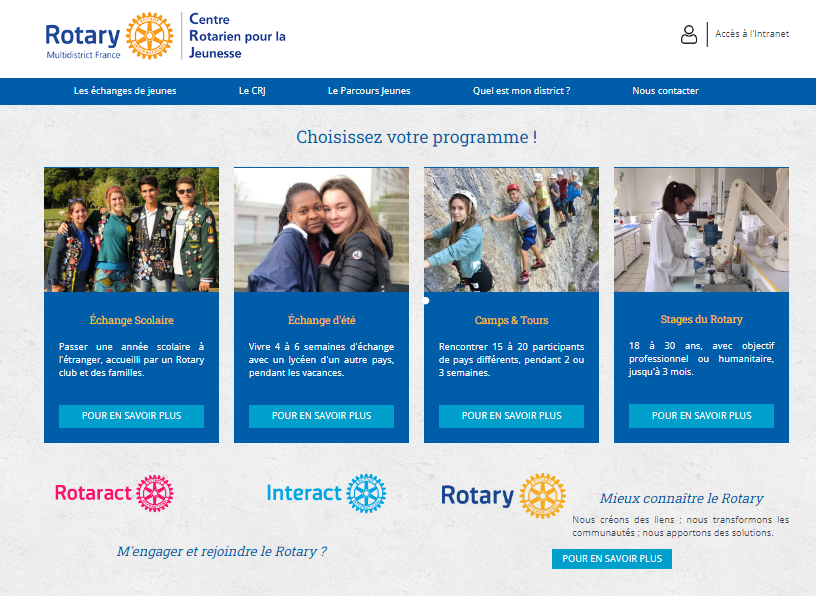 Rotary
Multidistrict France
Centre
Rotarien pour la
Jeunesse
Accès à l'Intranet
Les échanges de jeunes
Le CRJ
Le Parcours Jeunes
Quel est mon district ?
Nous contacter
Choisissez votre programme !
Échange Scolaire
Passer une année scolaire à
l'étranger, accueilli par un Rotary
club et des familles.
POUR EN SAVOIR PLUS
Échange d'été
Vivre 4 à 6 semaines d'échange
avec un lycéen d'un autre pays,
pendant les vacances.
POUR EN SAVOIR PLUS
Camps & Tours
Rencontrer 15 à 20 participants
de pays différents, pendant 2 ou
3 semaines.
POUR EN SAVOIR PLUS
Stages du Rotary
18 à 30 ans, avec objectif
professionnel ou humanitaire,
jusqu'à 3 mois.
POUR EN SAVOIR PLUS
Rotaract
Interact
M'engager et rejoindre le Rotary ?
Rotary
Mieux connaître le Rotary
Nous créons des liens ; nous transformons les
communautés ; nous apportons des solutions.
POUR EN SAVOIR PLUS